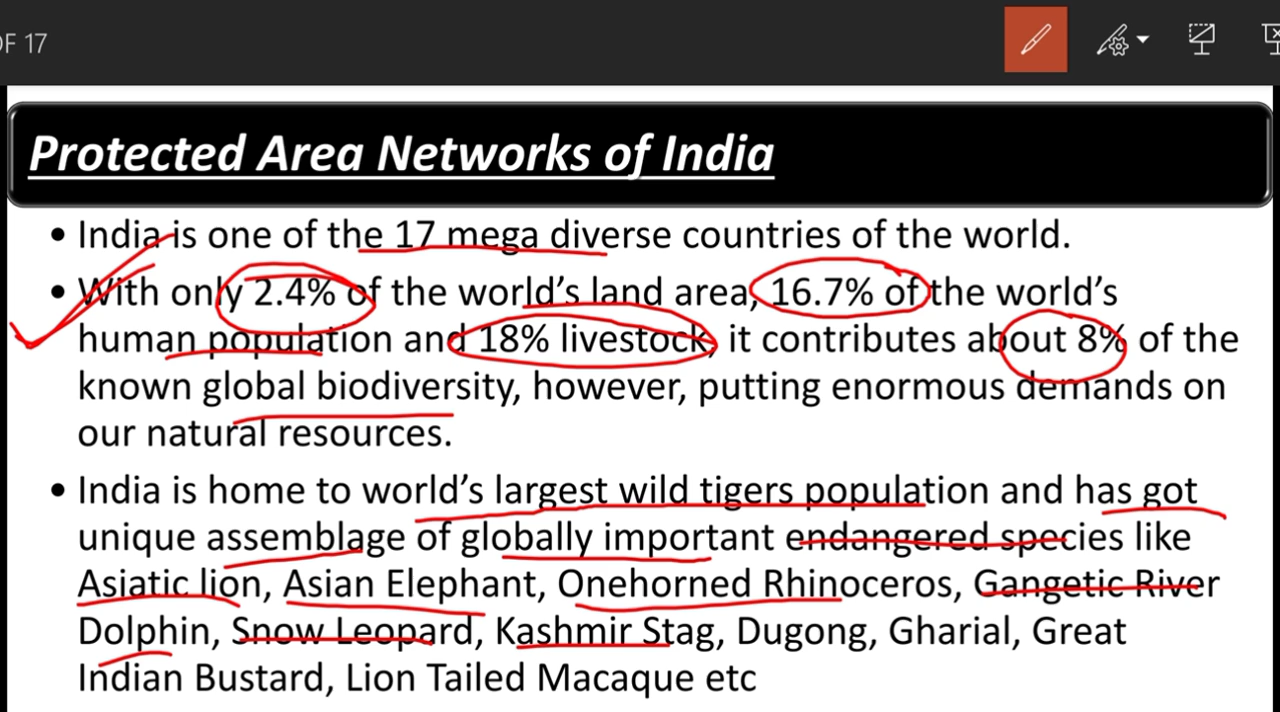 OF 17
Protected Area Networks of India
• India is one of the 17 mega diverse countries of the world.
• With only 2.4% of the world’s land area, 16.7% of the world’s
human population and 18% livestock, it contributes about 8% of the
known global biodiversity, however, putting enormous demands on
our natural resources.
• India is home to world’s largest wild tigers population and has got
unique assemblage of globally important endangered species like
Asiatic lion, Asian Elephant, Onehorned Rhinoceros, Gangetic River
Dolphin, Snow Leopard, Kashmir Stag, Dugong, Gharial, Great
Indian Bustard, Lion Tailed Macaque etc